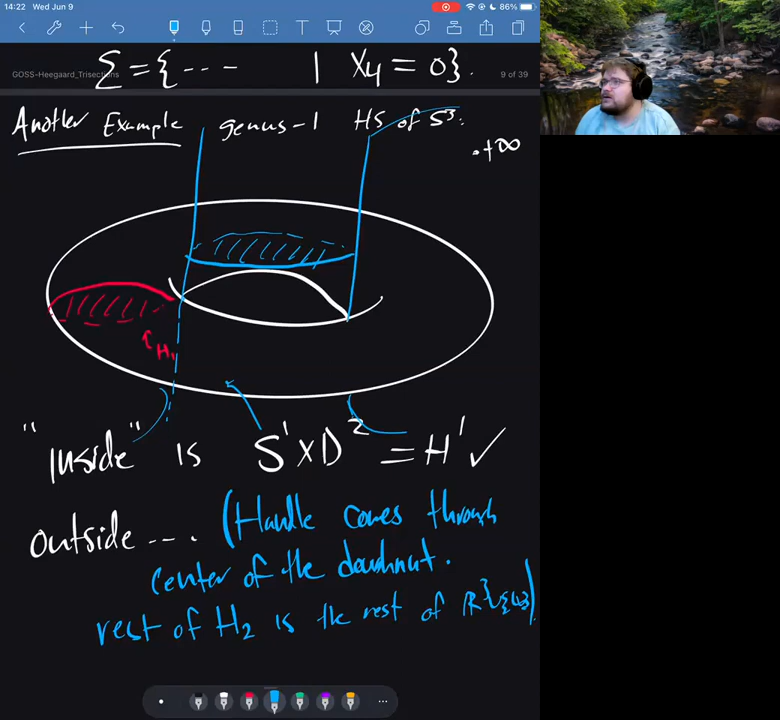 14:22 Wed Jun 9
86%
GOSS-Heegaard_Trisections
9 of 39
Σ = {--- | X4 = 0}.
Another Example genus-1 HS of S³:
.+∞
H1
"Inside" is S¹×D² = H¹ ✓
outside .... (Handle comes through
center of the doughnut.
rest of H₂ is the rest of